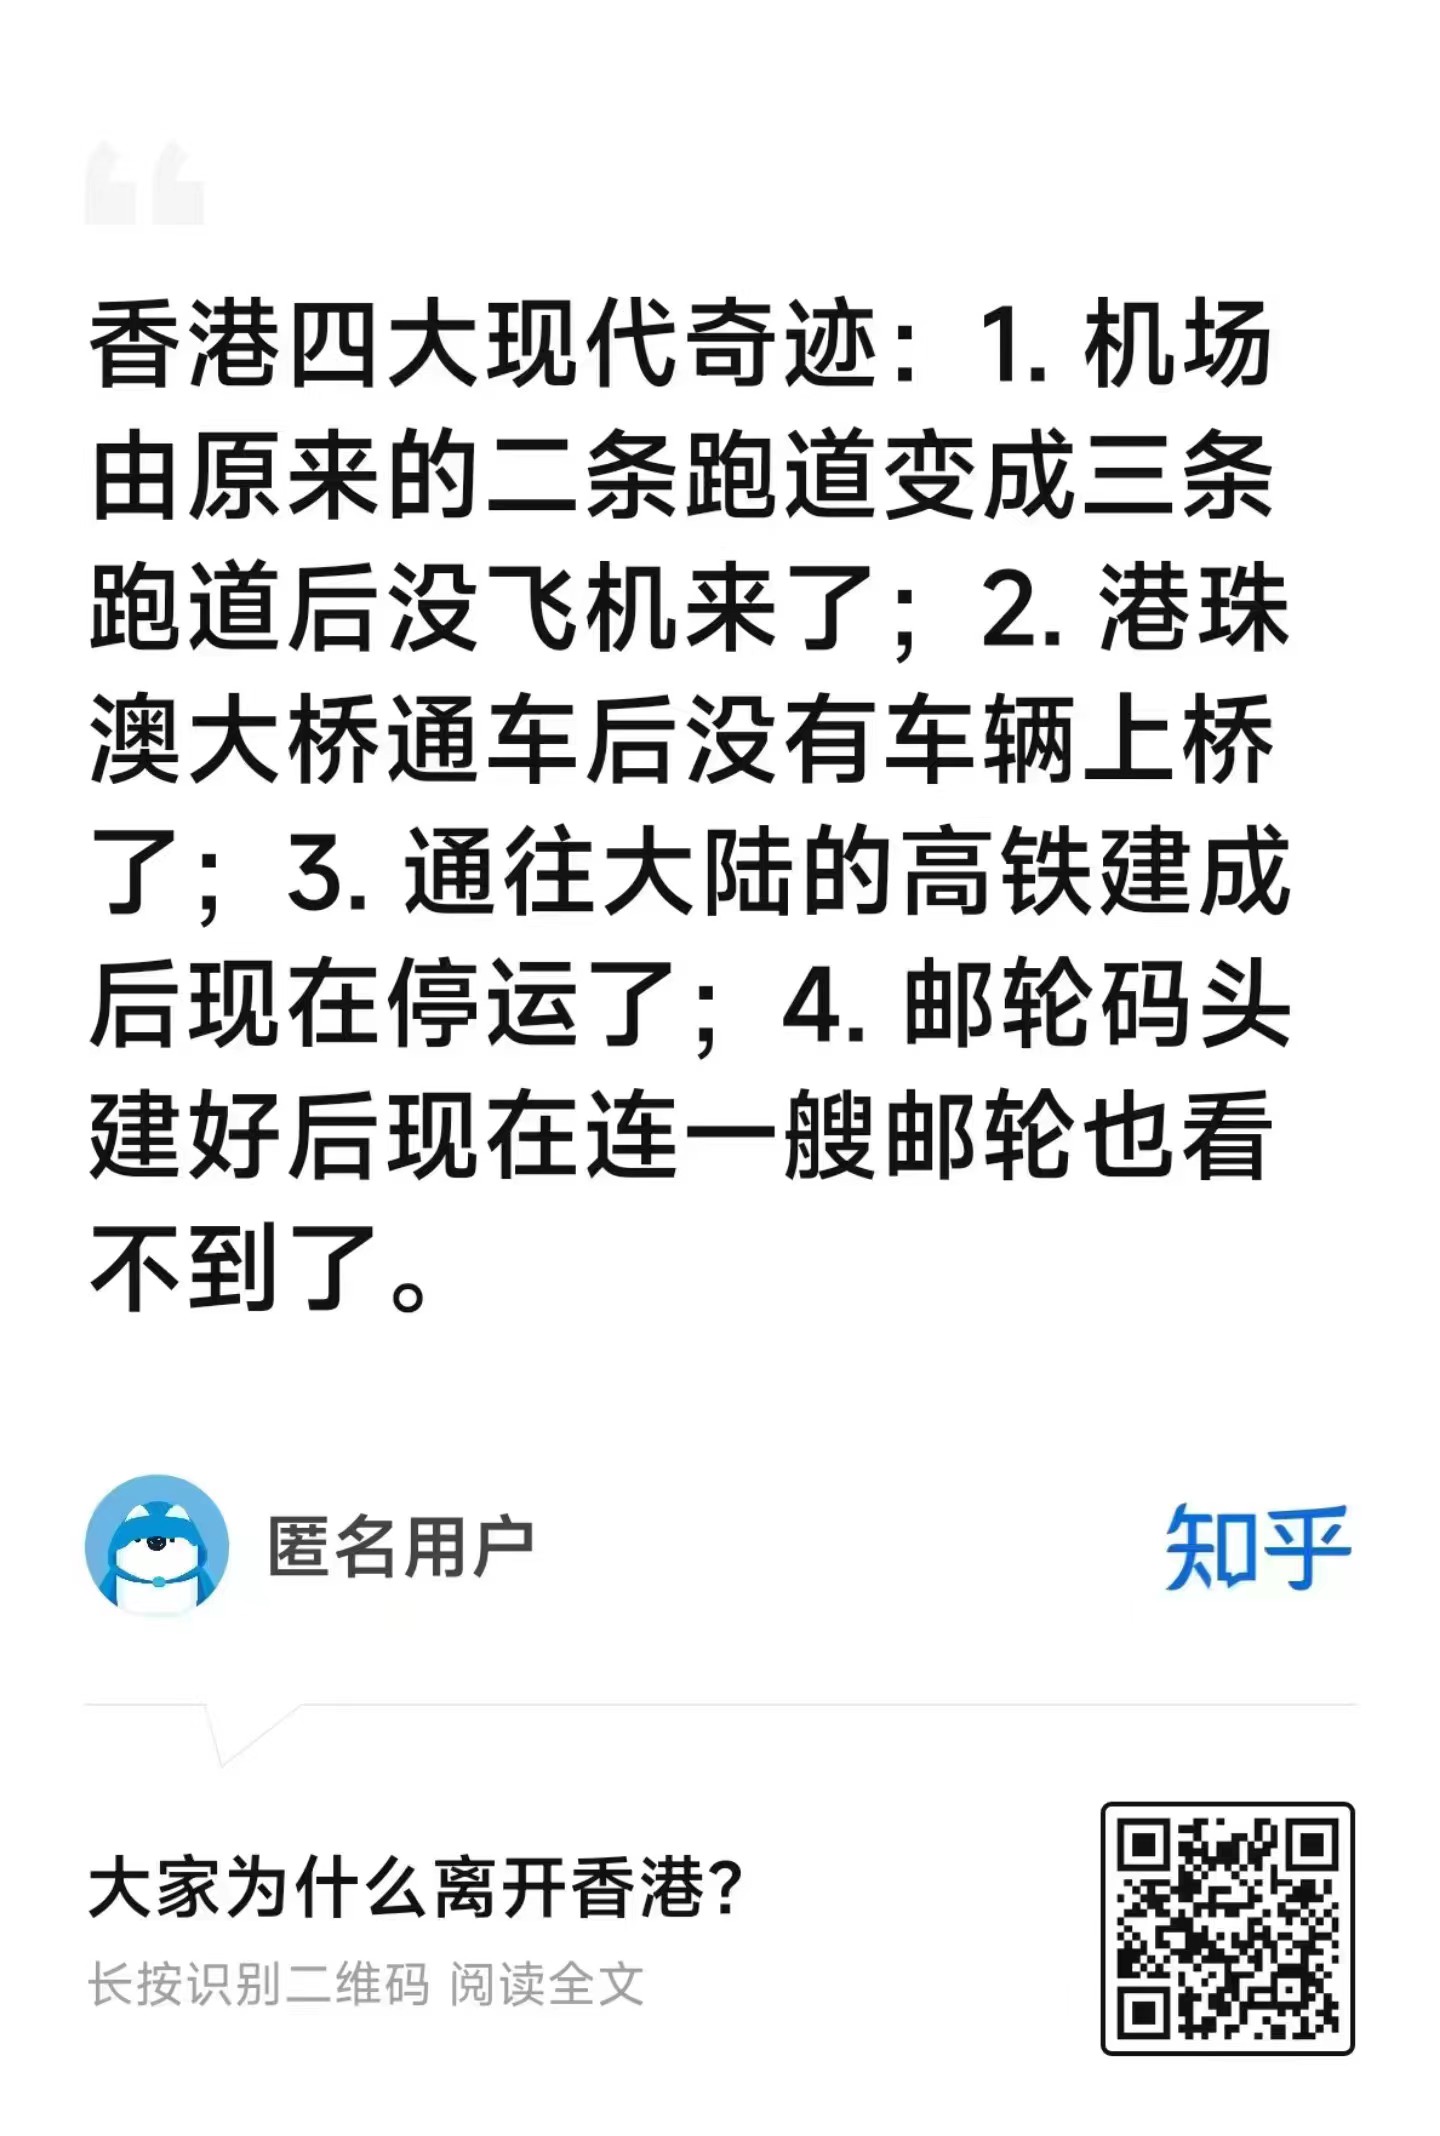 香港四大现代奇迹：1. 机场
由原来的二条跑道变成三条
跑道后没飞机来了；2. 港珠
澳大桥通车后没有车辆上桥
了；3. 通往大陆的高铁建成
后现在停运了；4. 邮轮码头
建好后现在连一艘邮轮也看
不到了。
匿名用户
知乎
大家为什么离开香港？
长按识别二维码 阅读全文